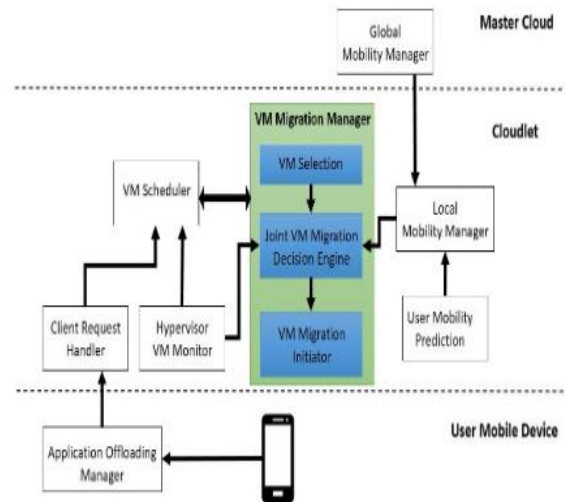 Master Cloud
Global
Mobility Manager
VM Migration Manager
Cloudlet
VM Selection
VM Scheduler
Joint VM Migration
Decision Engine
Local
Mobility Manager
Client Request
Handler
Hypervisor
VM Monitor
VM Migration
Initiator
User Mobility
Prediction
User Mobile Device
Application Offloading
Manager